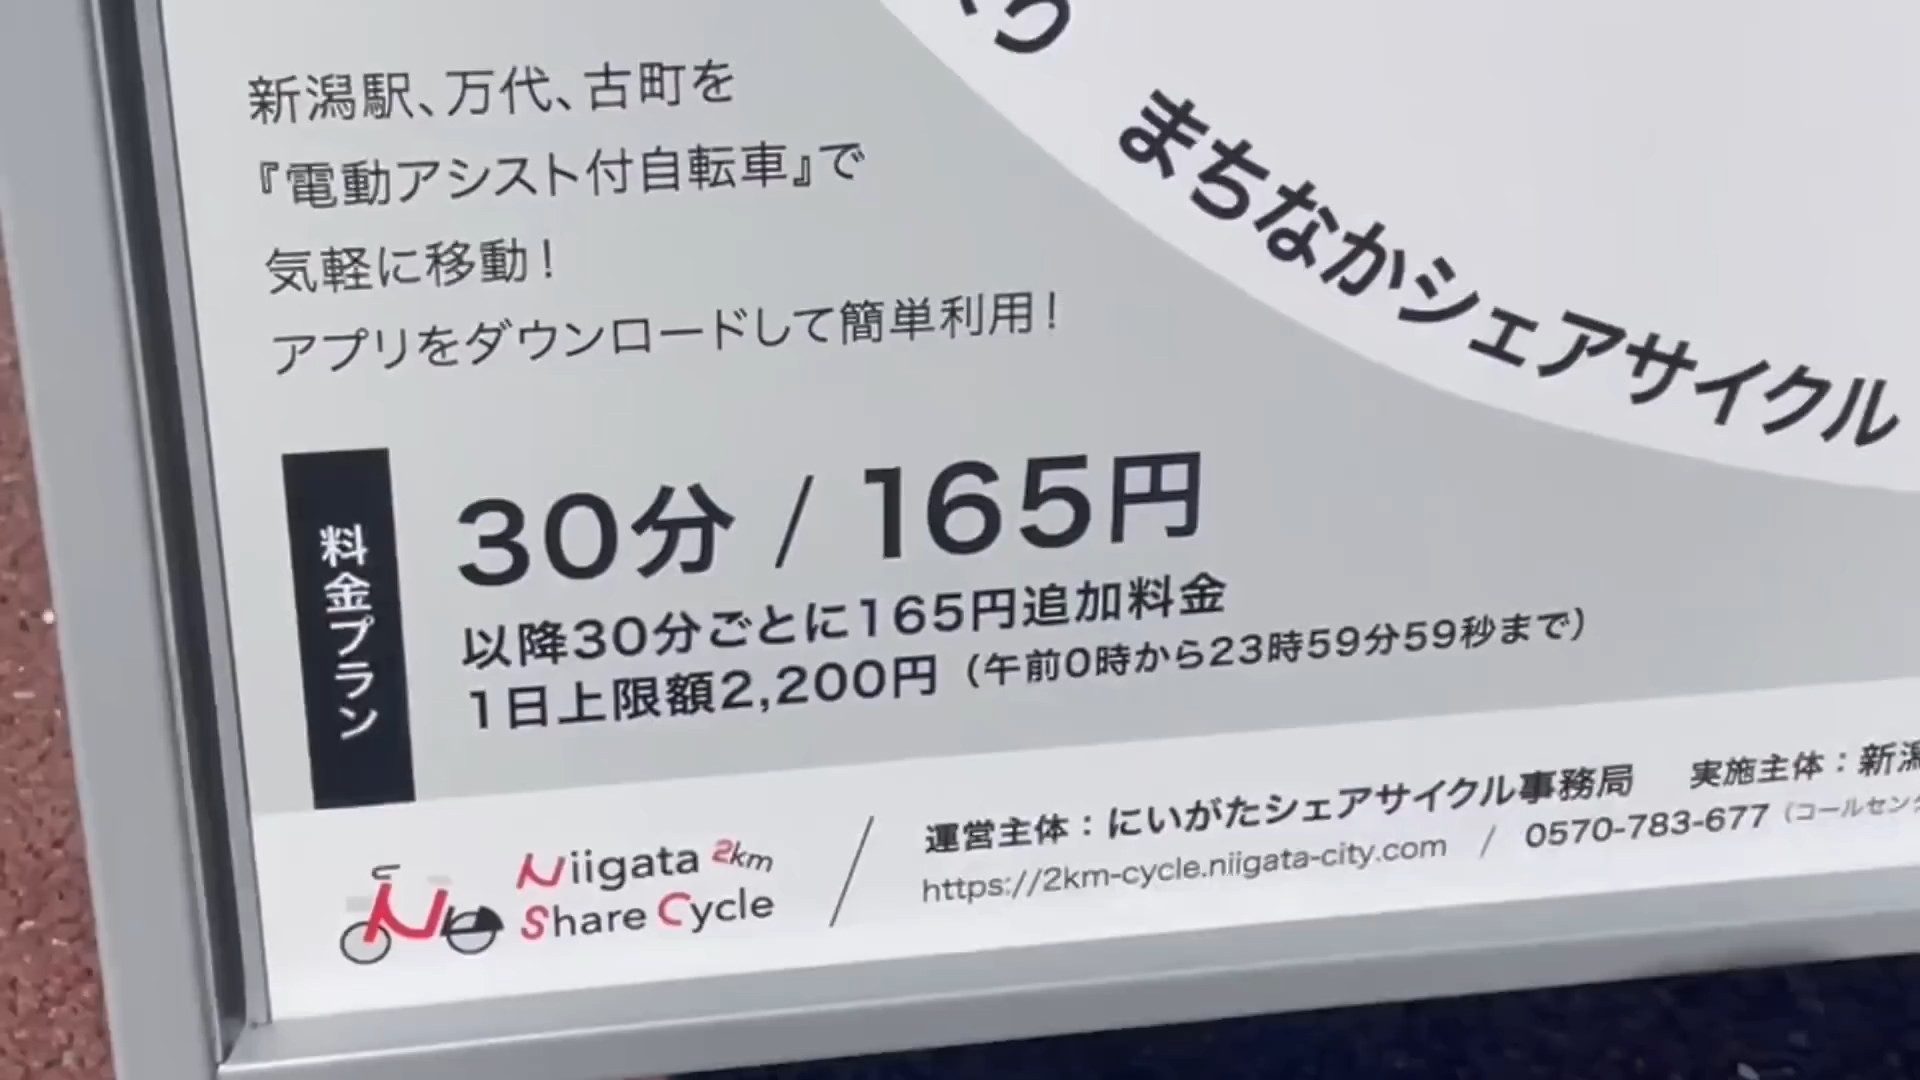 新潟駅、万代、古町を
『電動アシスト付自転車』で
気軽に移動！
アプリをダウンロードして簡単利用！
まちなかシェアサイクル
料金プラン
30分 / 165円
以降30分ごとに165円追加料金
1日上限額2,200円（午前0時から23時59分59秒まで）
Niigata 2km
Share Cycle
運営主体：にいがたシェアサイクル事務局 実施主体：新潟
https://2km-cycle.niigata-city.com / 0570-783-677（コールセンタ